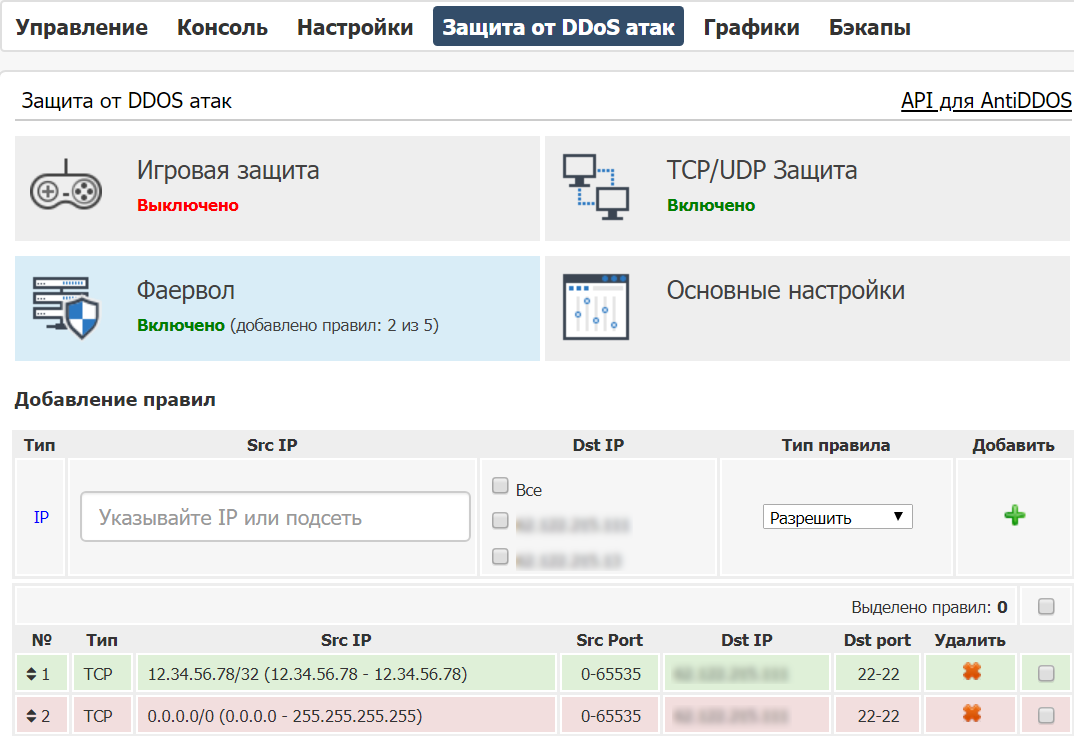 Управление Консоль Настройки Защита от DDoS атак Графики Бэкапы
Защита от DDOS атак API для AntiDDOS
Игровая защита
Выключено
TCP/UDP Защита
Включено
Фаервол
Включено (добавлено правил: 2 из 5)
Основные настройки
Добавление правил
Тип Src IP Dst IP Тип правила Добавить
IP Указывайте IP или подсеть Все Разрешить
Выделено правил: 0
№ Тип Src IP Src Port Dst IP Dst port Удалить
1 TCP 12.34.56.78/32 (12.34.56.78 - 12.34.56.78) 0-65535 22-22
2 TCP 0.0.0.0/0 (0.0.0.0 - 255.255.255.255) 0-65535 22-22